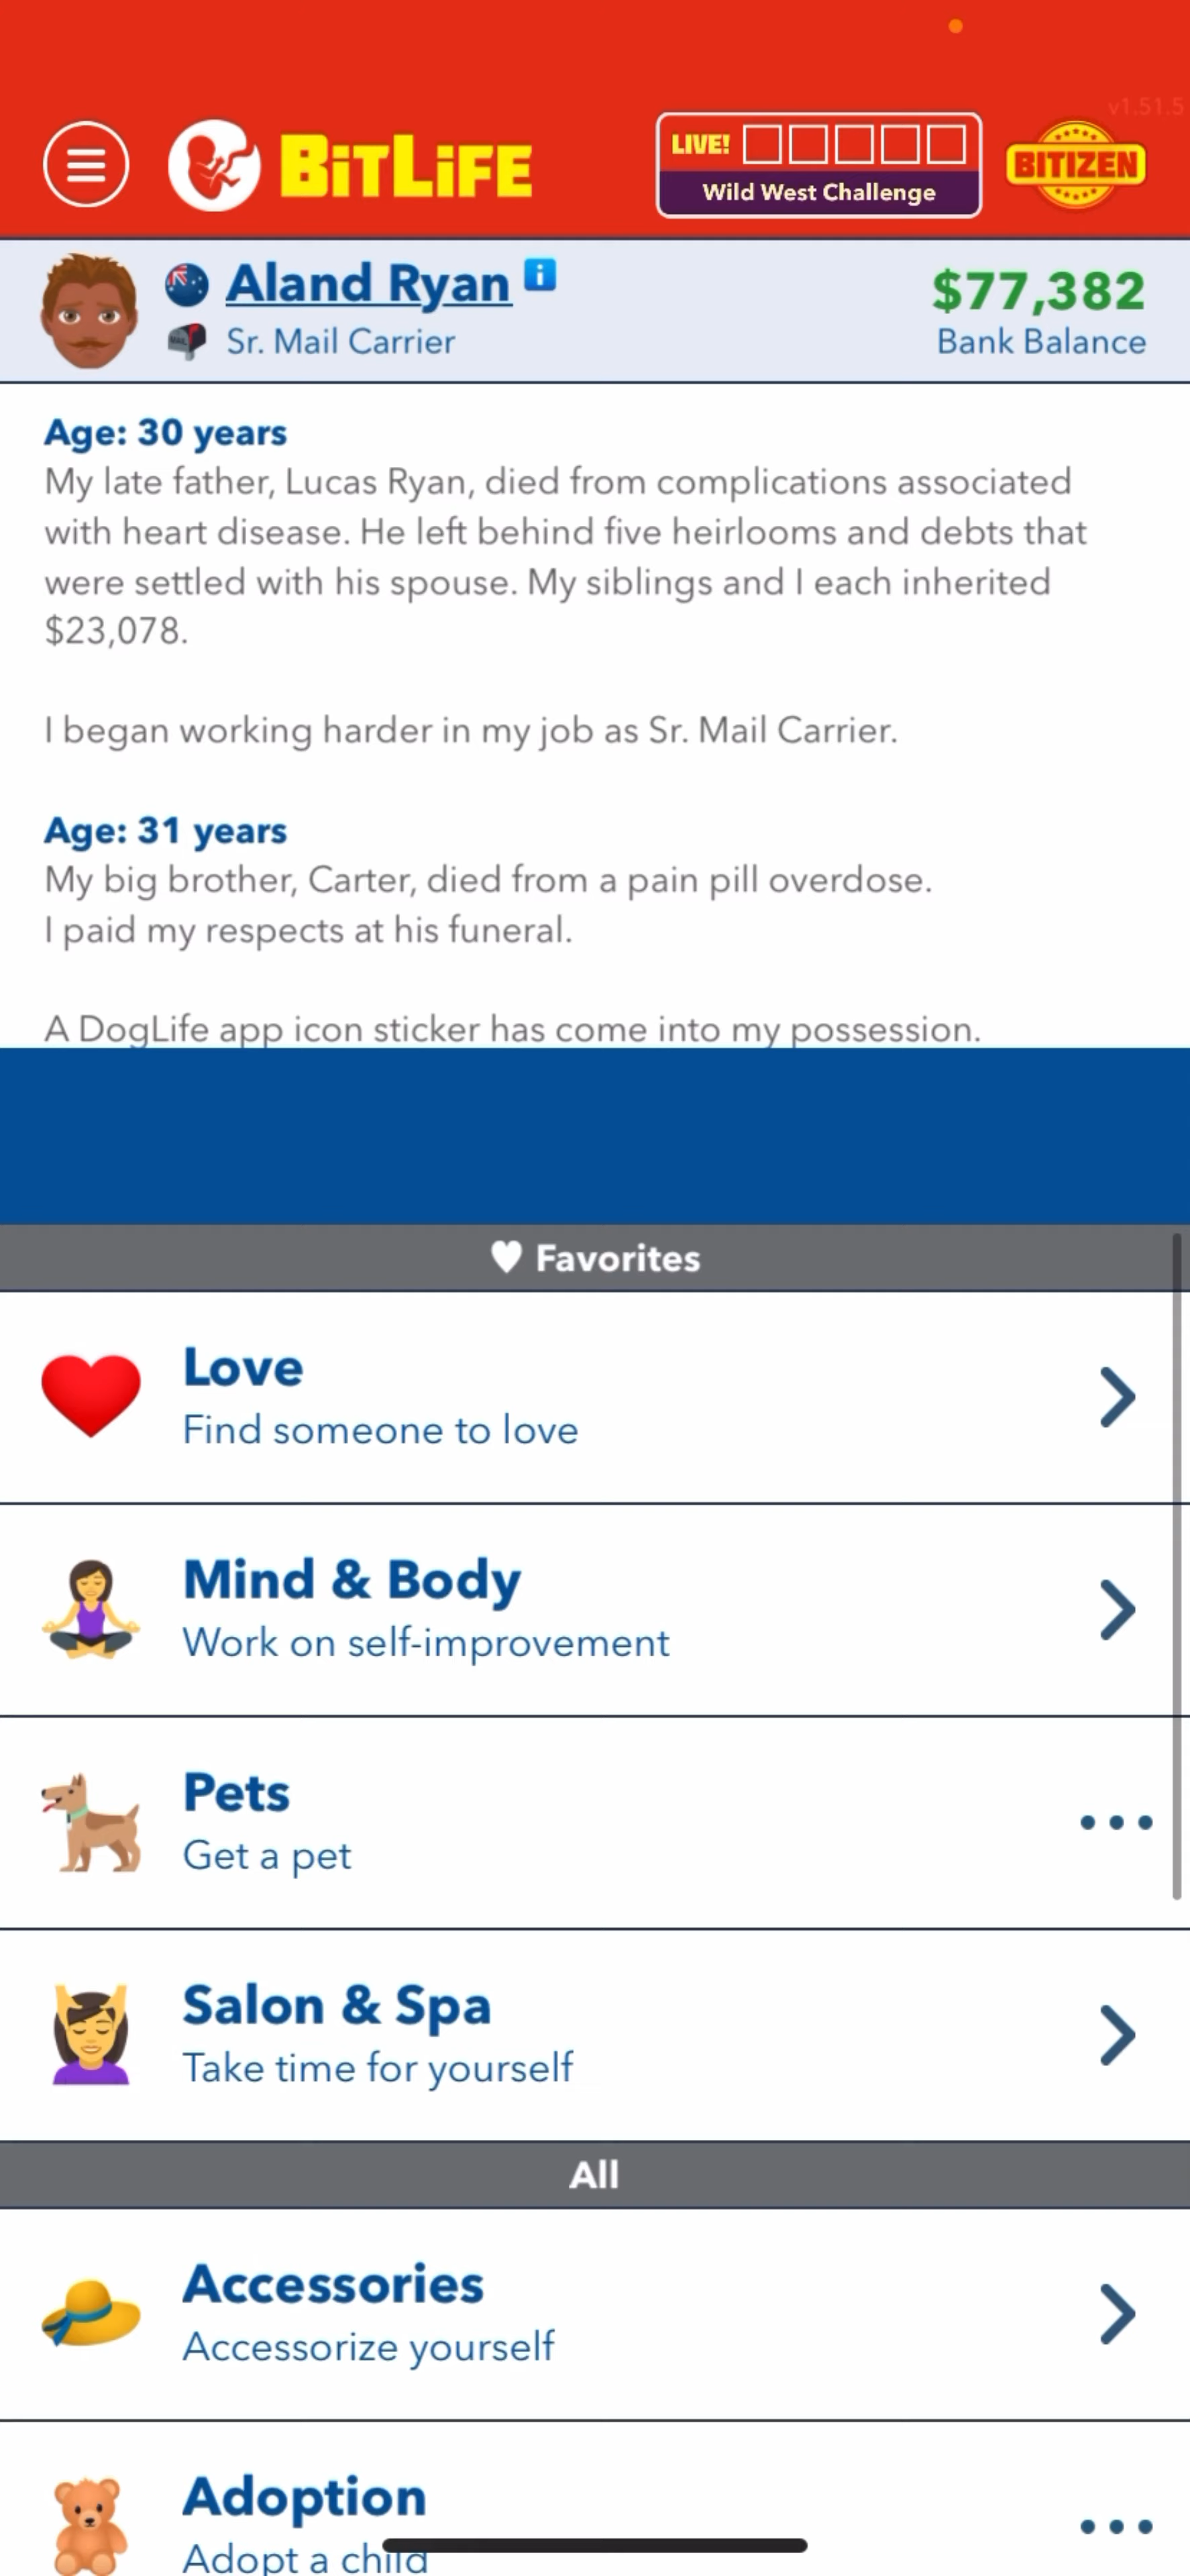 v1.51.5
BiTLiFE
LIVE!
Wild West Challenge
BITIZEN
Aland Ryan
$77,382
Sr. Mail Carrier
Bank Balance
Age: 30 years
My late father, Lucas Ryan, died from complications associated
with heart disease. He left behind five heirlooms and debts that
were settled with his spouse. My siblings and I each inherited
$23,078.
I began working harder in my job as Sr. Mail Carrier.
Age: 31 years
My big brother, Carter, died from a pain pill overdose.
I paid my respects at his funeral.
A DogLife app icon sticker has come into my possession.
Favorites
Love
Find someone to love
Mind & Body
Work on self-improvement
Pets
Get a pet
Salon & Spa
Take time for yourself
All
Accessories
Accessorize yourself
Adoption
Adopt a child